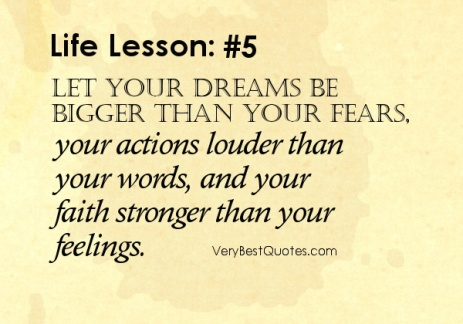 Life Lesson: #5
LET YOUR DREAMS BE
BIGGER THAN YOUR FEARS,
your actions louder than
your words, and your
faith stronger than your
feelings.
VeryBestQuotes.com